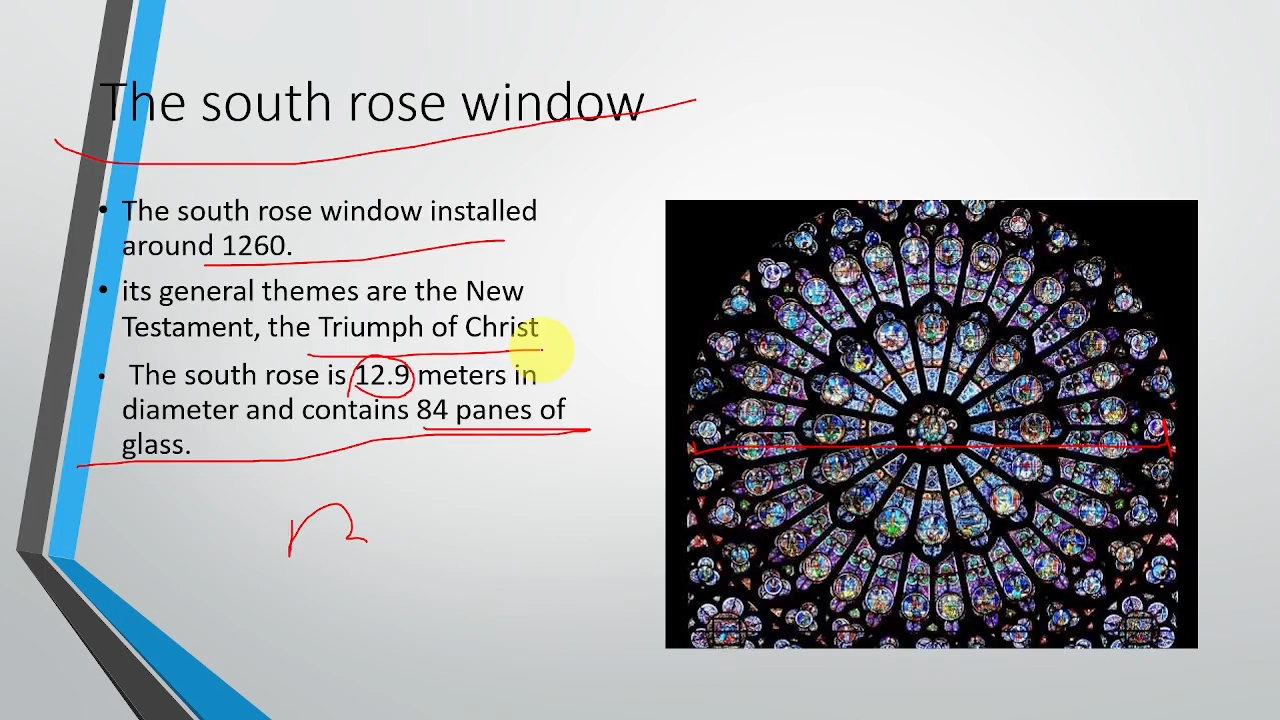 The south rose window
• The south rose window installed
around 1260.
• its general themes are the New
Testament, the Triumph of Christ
• The south rose is 12.9 meters in
diameter and contains 84 panes of
glass.